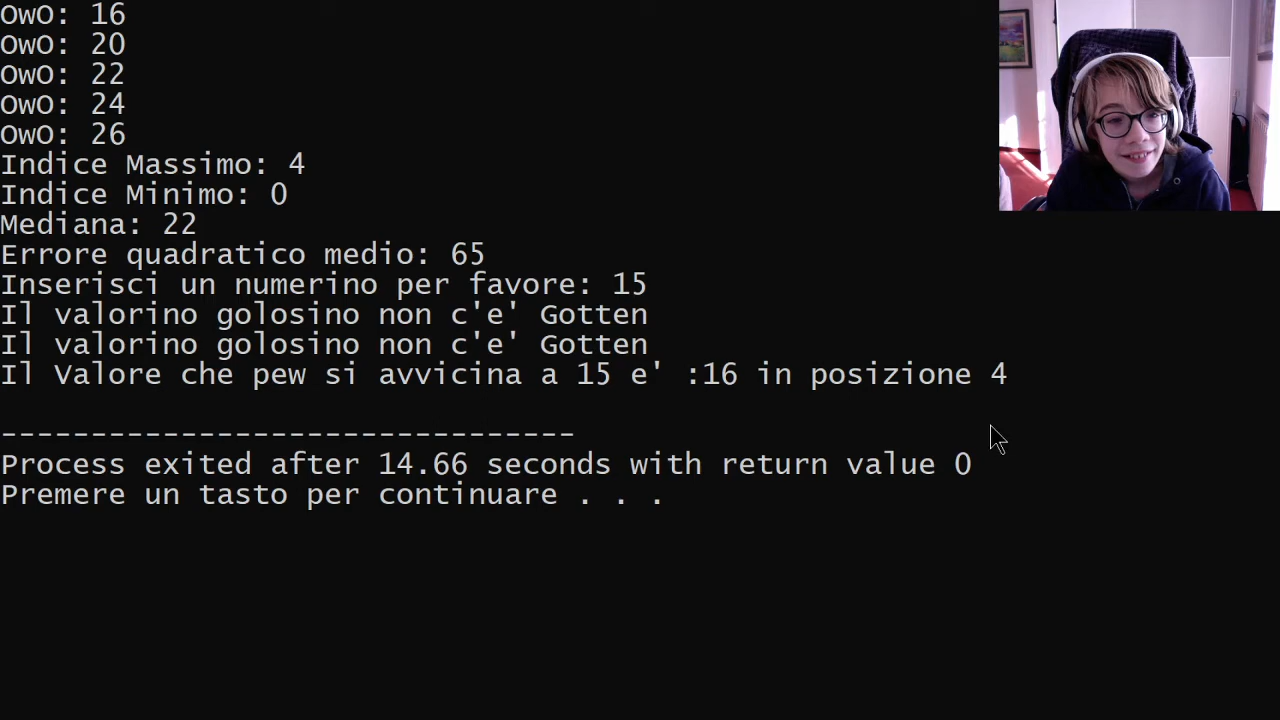 OwO: 16
OwO: 20
OwO: 22
OwO: 24
OwO: 26
Indice Massimo: 4
Indice Minimo: 0
Mediana: 22
Errore quadratico medio: 65
Inserisci un numerino per favore: 15
Il valorino golosino non c'e' Gotten
Il valorino golosino non c'e' Gotten
Il Valore che pew si avvicina a 15 e' :16 in posizione 4
--------------------------------
Process exited after 14.66 seconds with return value 0
Premere un tasto per continuare . . .